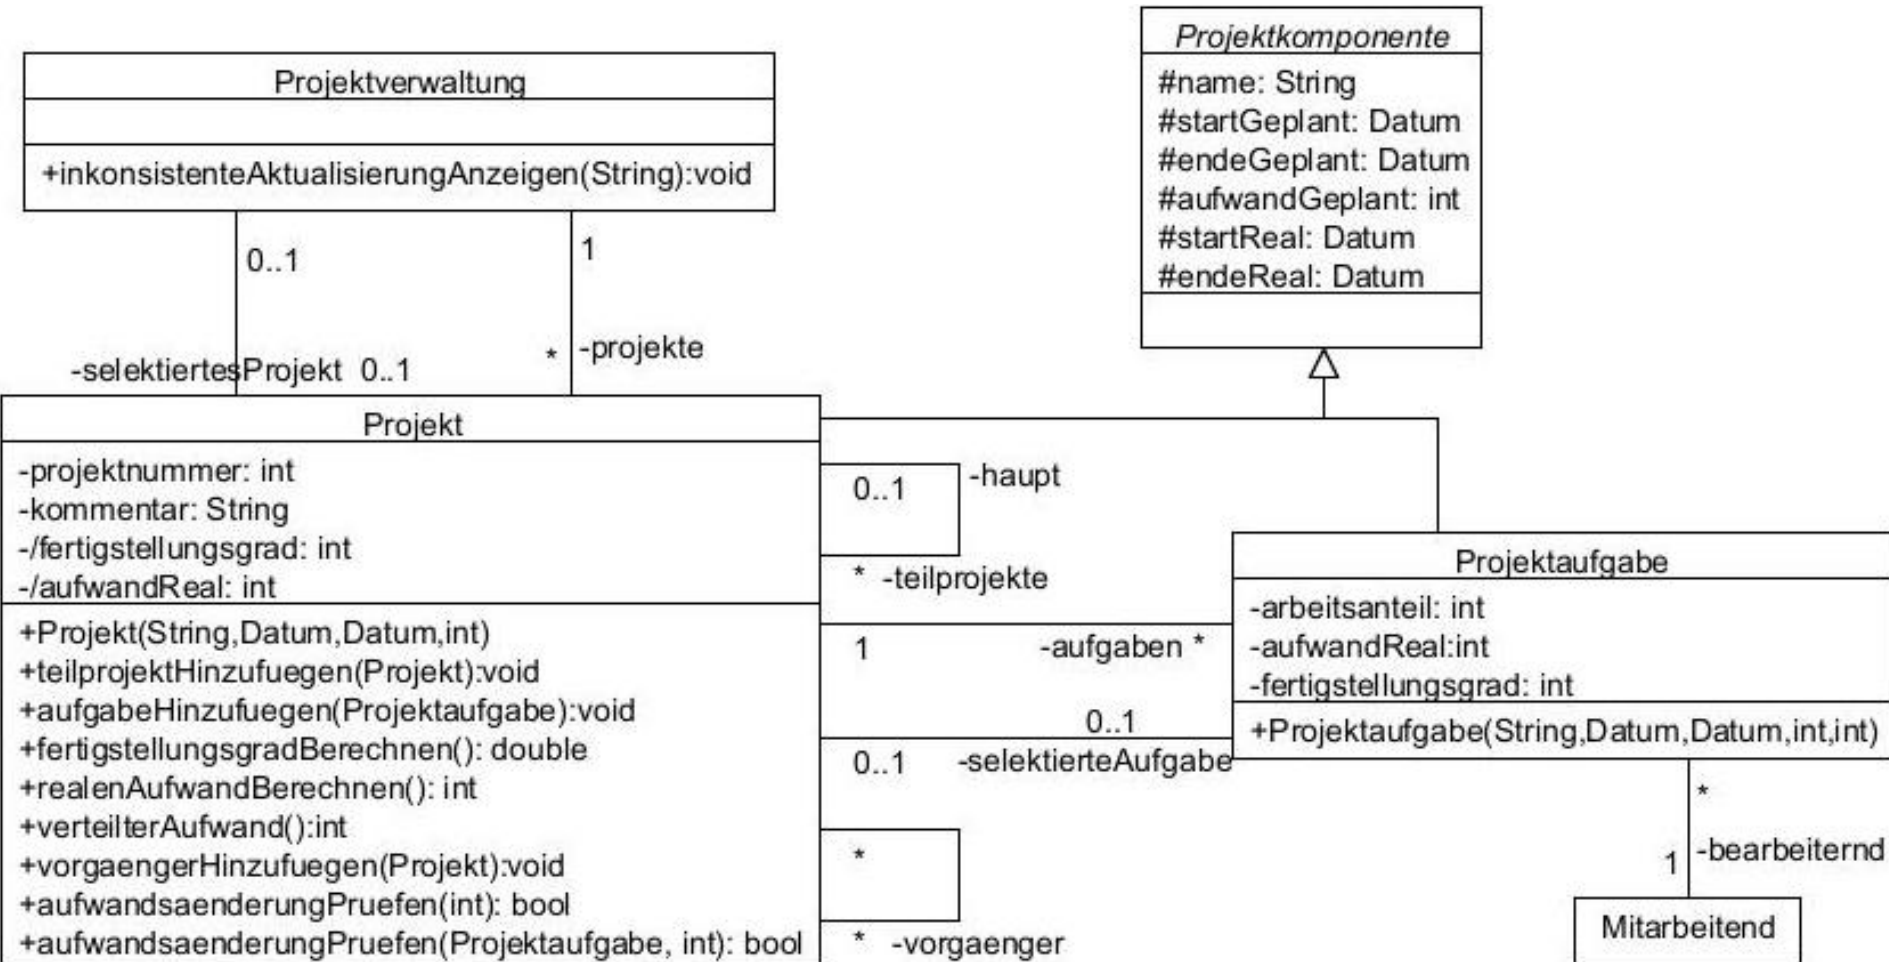 Projektverwaltung
+inkonsistenteAktualisierungAnzeigen(String):void
0..1
1
-selektiertesProjekt 0..1
* -projekte
Projektkomponente
#name: String
#startGeplant: Datum
#endeGeplant: Datum
#aufwandGeplant: int
#startReal: Datum
#endeReal: Datum
Projekt
-projektnummer: int
-kommentar: String
-/fertigstellungsgrad: int
-/aufwandReal: int
+Projekt(String,Datum,Datum,int)
+teilprojektHinzufuegen(Projekt):void
+aufgabeHinzufuegen(Projektaufgabe):void
+fertigstellungsgradBerechnen(): double
+realenAufwandBerechnen(): int
+verteilterAufwand():int
+vorgaengerHinzufuegen(Projekt):void
+aufwandsaenderungPruefen(int): bool
+aufwandsaenderungPruefen(Projektaufgabe, int): bool
0..1 -haupt
* -teilprojekte
1 -aufgaben *
0..1
0..1 -selektierteAufgabe
*
* -vorgaenger
Projektaufgabe
-arbeitsanteil: int
-aufwandReal:int
-fertigstellungsgrad: int
+Projektaufgabe(String,Datum,Datum,int,int)
*
1 -bearbeiternd
Mitarbeitend